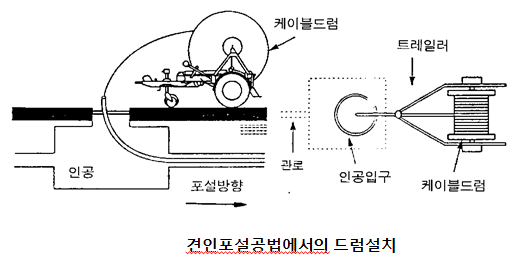 케이블드럼
트레일러
관로
인공
인공입구
케이블드럼
포설방향
견인포설공법에서의 드럼설치